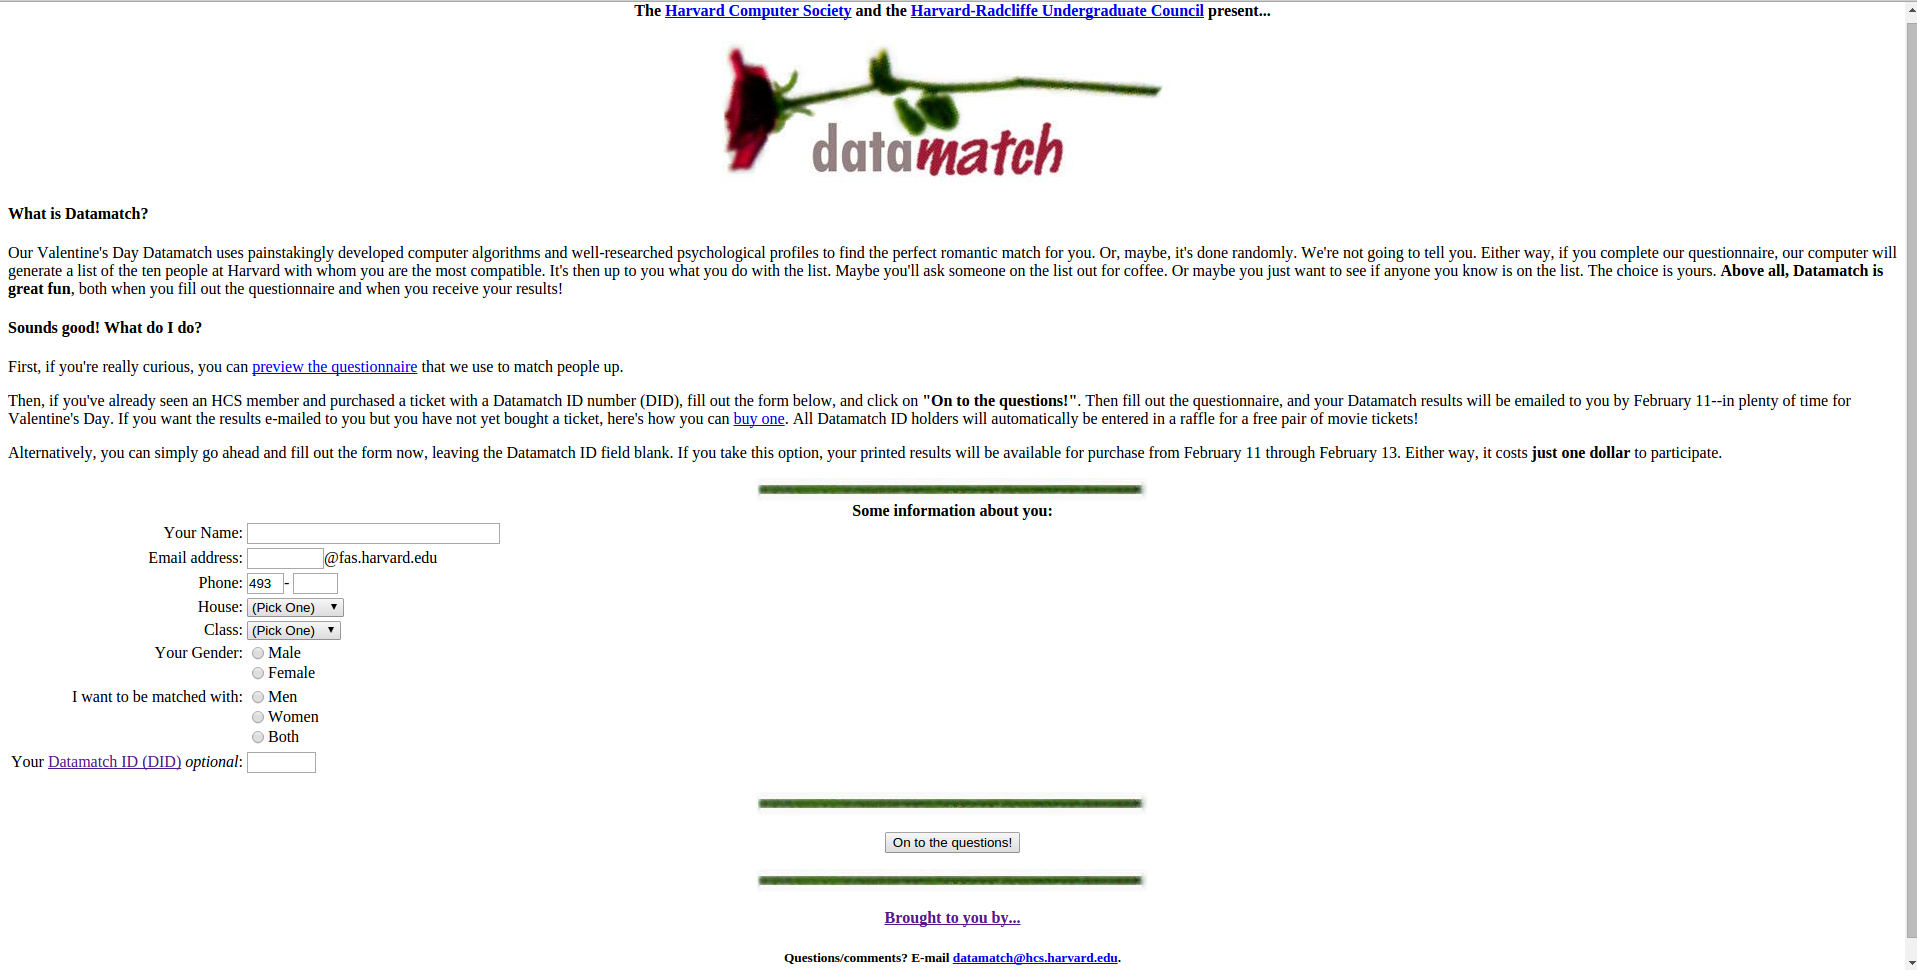 The Harvard Computer Society and the Harvard-Radcliffe Undergraduate Council present...
datamatch
What is Datamatch?
Our Valentine's Day Datamatch uses painstakingly developed computer algorithms and well-researched psychological profiles to find the perfect romantic match for you. Or, maybe, it's done randomly. We're not going to tell you. Either way, if you complete our questionnaire, our computer will
generate a list of the ten people at Harvard with whom you are the most compatible. It's then up to you what you do with the list. Maybe you'll ask someone on the list out for coffee. Or maybe you just want to see if anyone you know is on the list. The choice is yours. Above all, Datamatch is
great fun, both when you fill out the questionnaire and when you receive your results!
Sounds good! What do I do?
First, if you're really curious, you can preview the questionnaire that we use to match people up.
Then, if you've already seen an HCS member and purchased a ticket with a Datamatch ID number (DID), fill out the form below, and click on "On to the questions!". Then fill out the questionnaire, and your Datamatch results will be emailed to you by February 11--in plenty of time for
Valentine's Day. If you want the results e-mailed to you but you have not yet bought a ticket, here's how you can buy one. All Datamatch ID holders will automatically be entered in a raffle for a free pair of movie tickets!
Alternatively, you can simply go ahead and fill out the form now, leaving the Datamatch ID field blank. If you take this option, your printed results will be available for purchase from February 11 through February 13. Either way, it costs just one dollar to participate.
Some information about you:
Your Name:
Email address: @fas.harvard.edu
Phone: 493 -
House: (Pick One)
Class: (Pick One)
Your Gender: Male
Female
I want to be matched with: Men
Women
Both
Your Datamatch ID (DID) optional:
On to the questions!
Brought to you by...
Questions/comments? E-mail datamatch@hcs.harvard.edu.